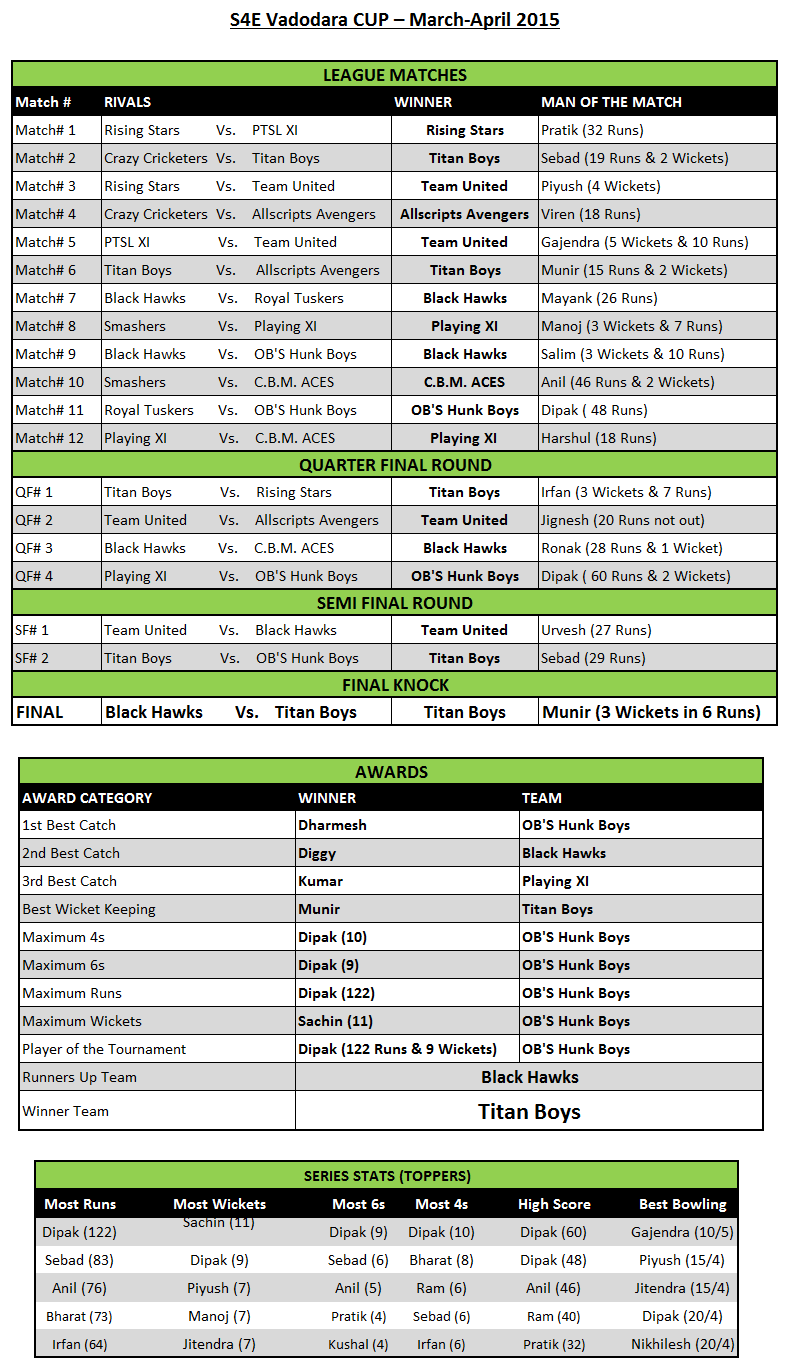 S4E Vadodara CUP – March-April 2015
LEAGUE MATCHES
Match # RIVALS WINNER MAN OF THE MATCH
Match# 1 Rising Stars Vs. PTSL XI Rising Stars Pratik (32 Runs)
Match# 2 Crazy Cricketers Vs. Titan Boys Titan Boys Sebad (19 Runs & 2 Wickets)
Match# 3 Rising Stars Vs. Team United Team United Piyush (4 Wickets)
Match# 4 Crazy Cricketers Vs. Allscripts Avengers Allscripts Avengers Viren (18 Runs)
Match# 5 PTSL XI Vs. Team United Team United Gajendra (5 Wickets & 10 Runs)
Match# 6 Titan Boys Vs. Allscripts Avengers Titan Boys Munir (15 Runs & 2 Wickets)
Match# 7 Black Hawks Vs. Royal Tuskers Black Hawks Mayank (26 Runs)
Match# 8 Smashers Vs. Playing XI Playing XI Manoj (3 Wickets & 7 Runs)
Match# 9 Black Hawks Vs. OB'S Hunk Boys Black Hawks Salim (3 Wickets & 10 Runs)
Match# 10 Smashers Vs. C.B.M. ACES C.B.M. ACES Anil (46 Runs & 2 Wickets)
Match# 11 Royal Tuskers Vs. OB'S Hunk Boys OB'S Hunk Boys Dipak ( 48 Runs)
Match# 12 Playing XI Vs. C.B.M. ACES Playing XI Harshul (18 Runs)
QUARTER FINAL ROUND
QF# 1 Titan Boys Vs. Rising Stars Titan Boys Irfan (3 Wickets & 7 Runs)
QF# 2 Team United Vs. Allscripts Avengers Team United Jignesh (20 Runs not out)
QF# 3 Black Hawks Vs. C.B.M. ACES Black Hawks Ronak (28 Runs & 1 Wicket)
QF# 4 Playing XI Vs. OB'S Hunk Boys OB'S Hunk Boys Dipak ( 60 Runs & 2 Wickets)
SEMI FINAL ROUND
SF# 1 Team United Vs. Black Hawks Team United Urvesh (27 Runs)
SF# 2 Titan Boys Vs. OB'S Hunk Boys Titan Boys Sebad (29 Runs)
FINAL KNOCK
FINAL Black Hawks Vs. Titan Boys Titan Boys Munir (3 Wickets in 6 Runs)
AWARDS
AWARD CATEGORY WINNER TEAM
1st Best Catch Dharmesh OB'S Hunk Boys
2nd Best Catch Diggy Black Hawks
3rd Best Catch Kumar Playing XI
Best Wicket Keeping Munir Titan Boys
Maximum 4s Dipak (10) OB'S Hunk Boys
Maximum 6s Dipak (9) OB'S Hunk Boys
Maximum Runs Dipak (122) OB'S Hunk Boys
Maximum Wickets Sachin (11) OB'S Hunk Boys
Player of the Tournament Dipak (122 Runs & 9 Wickets) OB'S Hunk Boys
Runners Up Team Black Hawks
Winner Team Titan Boys
SERIES STATS (TOPPERS)
Most Runs Most Wickets Most 6s Most 4s High Score Best Bowling
Dipak (122) Sachin (11) Dipak (9) Dipak (10) Dipak (60) Gajendra (10/5)
Sebad (83) Dipak (9) Sebad (6) Bharat (8) Dipak (48) Piyush (15/4)
Anil (76) Piyush (7) Anil (5) Ram (6) Anil (46) Jitendra (15/4)
Bharat (73) Manoj (7) Pratik (4) Sebad (6) Ram (40) Dipak (20/4)
Irfan (64) Jitendra (7) Kushal (4) Irfan (6) Pratik (32) Nikhilesh (20/4)